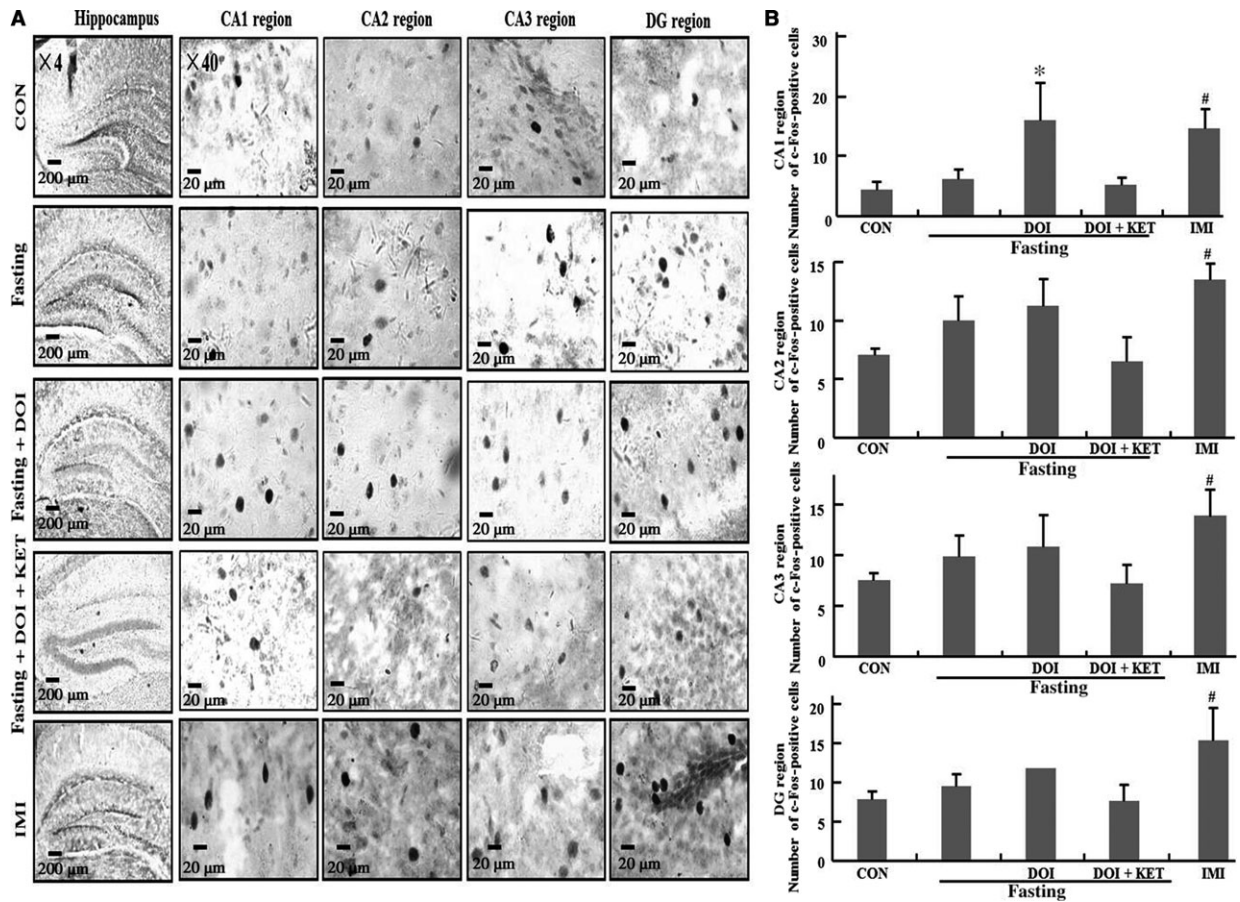 A
Hippocampus CA1 region CA2 region CA3 region DG region
CON
×4 ×40
200 μm 20 μm 20 μm 20 μm 20 μm
Fasting
200 μm 20 μm 20 μm 20 μm 20 μm
Fasting + DOI
200 μm 20 μm 20 μm 20 μm 20 μm
Fasting + DOI + KET
200 μm 20 μm 20 μm 20 μm 20 μm
IMI
200 μm 20 μm 20 μm 20 μm 20 μm
B
CA1 region
Number of c-Fos-positive cells
30
20
10
0
* #
CON DOI DOI + KET IMI
Fasting
CA2 region
Number of c-Fos-positive cells
15
10
5
0
#
CON DOI DOI + KET IMI
Fasting
CA3 region
Number of c-Fos-positive cells
15
10
5
0
#
CON DOI DOI + KET IMI
Fasting
DG region
Number of c-Fos-positive cells
20
15
10
5
0
#
CON DOI DOI + KET IMI
Fasting